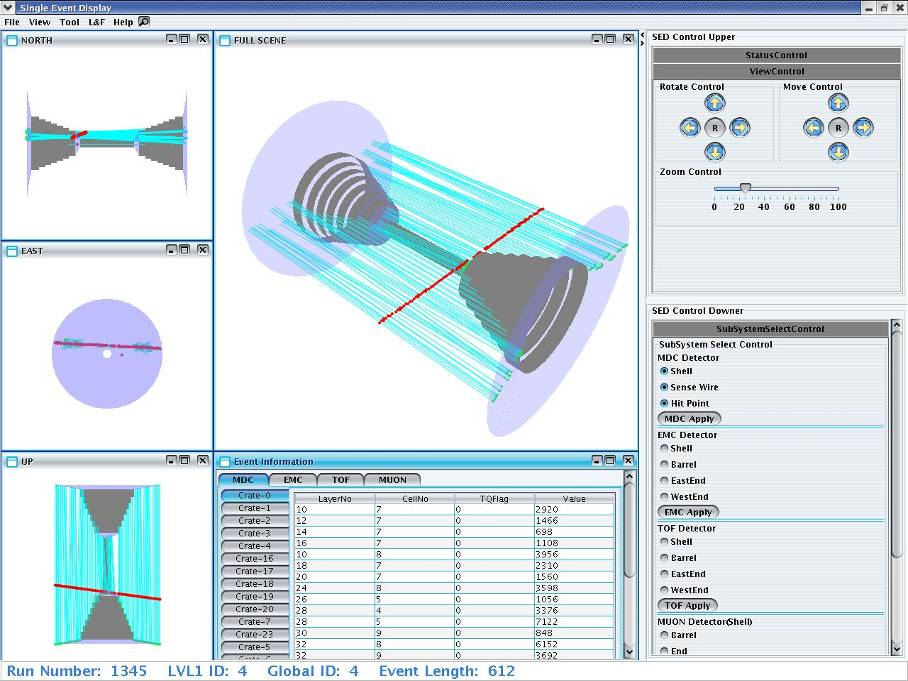 Single Event Display
File View Tool L&F Help
NORTH
FULL SCENE
EAST
UP
SED Control Upper
StatusControl
ViewControl
Rotate Control Move Control
R R
Zoom Control
0 20 40 60 80 100
SED Control Downer
SubSystemSelectControl
SubSystem Select Control
MDC Detector
Shell
Sense Wire
Hit Point
MDC Apply
EMC Detector
Shell
Barrel
EastEnd
WestEnd
EMC Apply
TOF Detector
Shell
Barrel
EastEnd
WestEnd
TOF Apply
MUON Detector(Shell)
Barrel
End
Event Information
MDC EMC TOF MUON
Crate-0
Crate-1
Crate-2
Crate-3
Crate-4
Crate-16
Crate-17
Crate-18
Crate-19
Crate-20
Crate-7
Crate-23
Crate-5
Crate-6
LayerNo CellNo TQFlag Value
10 7 0 2920
12 7 0 1466
14 7 0 698
16 7 0 1108
10 8 0 3956
18 7 0 2310
20 7 0 1560
24 8 0 3598
26 5 0 1056
28 4 0 3376
28 5 0 7122
30 9 0 848
32 8 0 6152
32 9 0 3692
Run Number: 1345 LVL1 ID: 4 Global ID: 4 Event Length: 612